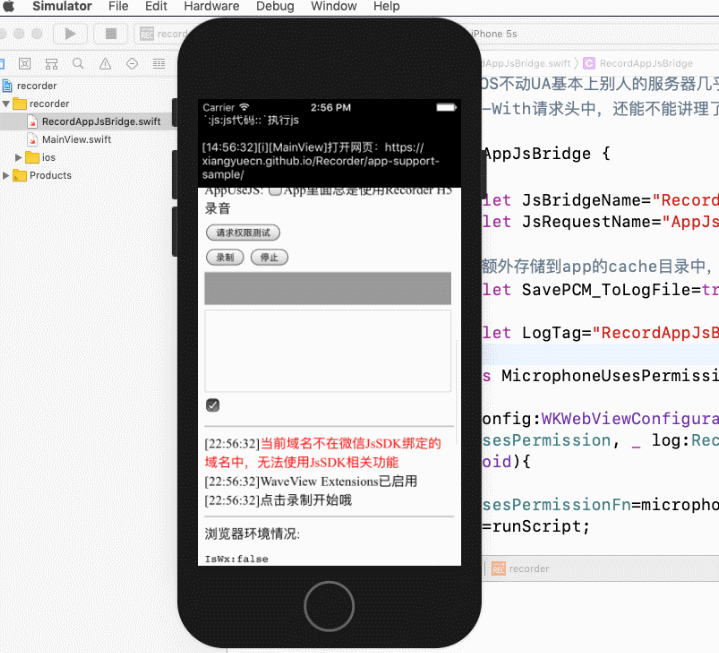 Simulator File Edit Hardware Debug Window Help
reco
iPhone 5s
AppJsBridge.swift
RecordAppJsBridge
recorder
recorder
RecordAppJsBridge.swift
MainView.swift
ios
Products
Carrier 2:56 PM
`:js:js代码::`执行js
[14:56:32][i][MainView]打开网页：https://
xiangyuecn.github.io/Recorder/app-support-
sample/
AppUseJS: App里面总是使用Recorder H5
录音
请求权限测试
录制 停止
[22:56:32]当前域名不在微信JsSDK绑定的
域名中，无法使用JsSDK相关功能
[22:56:32]WaveView Extensions已启用
[22:56:32]点击录制开始哦
浏览器环境情况:
IsWx:false
OS不动UA基本上别人的服务器几乎
-With请求头中，还能不能讲理了
AppJsBridge {
let JsBridgeName="Record
let JsRequestName="AppJs
额外存储到app的cache目录中，
let SavePCM_ToLogFile=tr
let LogTag="RecordAppJsB
s MicrophoneUsesPermissi
onfig:WKWebViewConfigura
sesPermission, _ log:Rec
oid){
sesPermissionFn=micropho
=runScript;
recorder